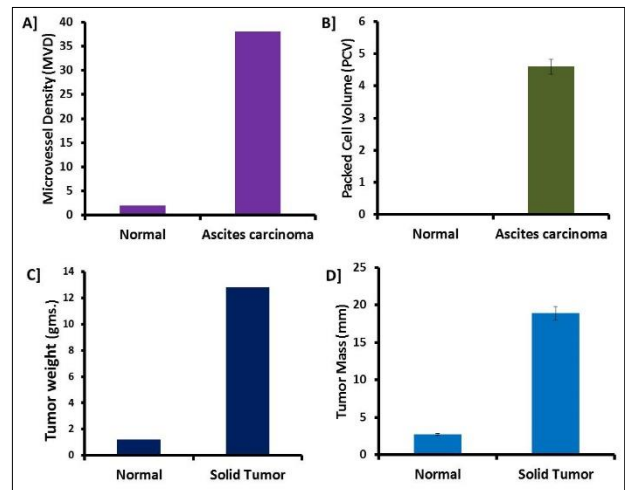 A]
Microvessel Density (MVD)
40
35
30
25
20
15
10
5
0
Normal
Ascites carcinoma
B]
Packed Cell Volume (PCV)
6
5
4
3
2
1
0
Normal
Ascites carcinoma
C]
Tumor weight (gms.)
14
12
10
8
6
4
2
0
Normal
Solid Tumor
D]
Tumor Mass (mm)
25
20
15
10
5
0
Normal
Solid Tumor